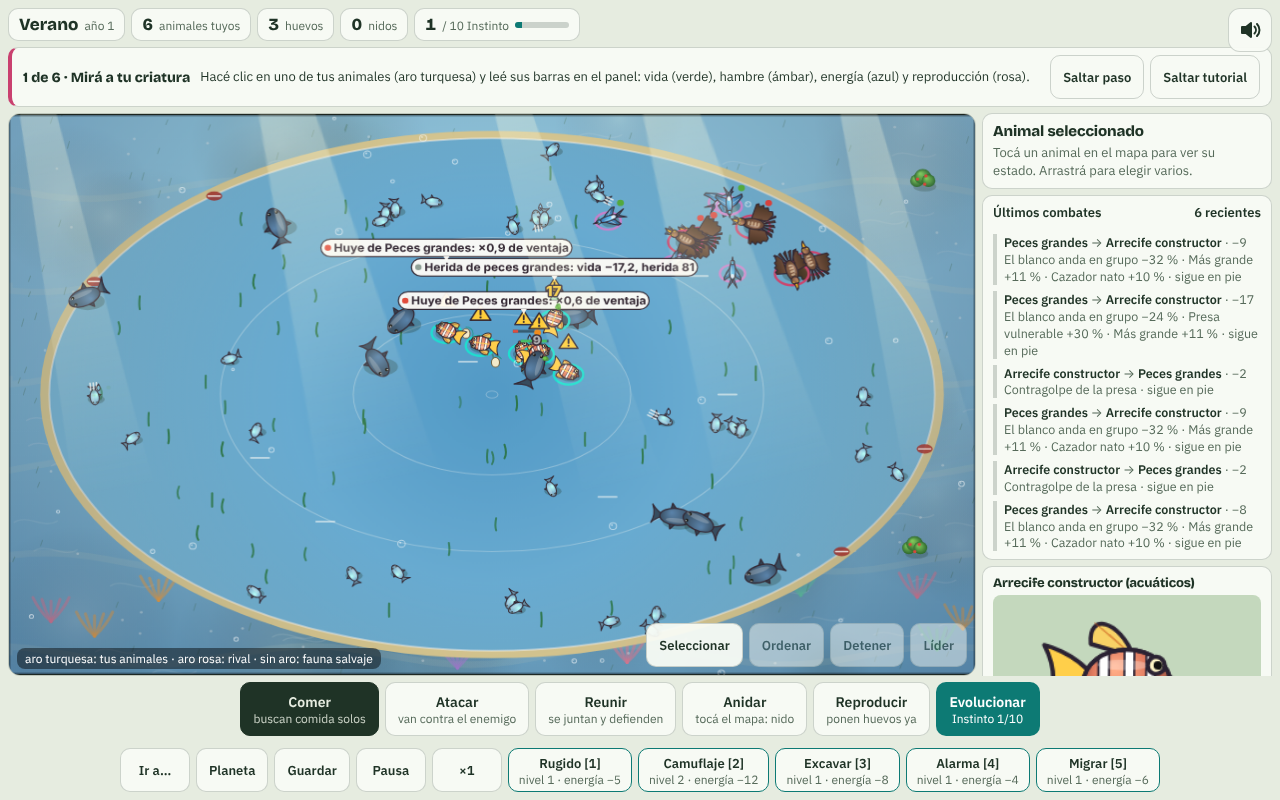 Verano año 1
6 animales tuyos
3 huevos
0 nidos
1 / 10 Instinto
1 de 6 · Mirá a tu criatura
Hacé clic en uno de tus animales (aro turquesa) y leé sus barras en el panel: vida (verde), hambre (ámbar), energía (azul) y reproducción (rosa).
Saltar paso
Saltar tutorial
Huye de Peces grandes: ×0,9 de ventaja
Herida de peces grandes: vida −17,2, herida 81
17
Huye de Peces grandes: ×0,6 de ventaja
9
aro turquesa: tus animales · aro rosa: rival · sin aro: fauna salvaje
Seleccionar
Ordenar
Detener
Líder
Animal seleccionado
Tocá un animal en el mapa para ver su
estado. Arrastrá para elegir varios.
Últimos combates
6 recientes
Peces grandes → Arrecife constructor · −9
El blanco anda en grupo −32 % · Más grande
+11 % · Cazador nato +10 % · sigue en pie
Peces grandes → Arrecife constructor · −17
El blanco anda en grupo −24 % · Presa
vulnerable +30 % · Más grande +11 % · sigue
en pie
Arrecife constructor → Peces grandes · −2
Contragolpe de la presa · sigue en pie
Peces grandes → Arrecife constructor · −9
El blanco anda en grupo −32 % · Más grande
+11 % · Cazador nato +10 % · sigue en pie
Arrecife constructor → Peces grandes · −2
Contragolpe de la presa · sigue en pie
Peces grandes → Arrecife constructor · −8
El blanco anda en grupo −32 % · Más grande
+11 % · Cazador nato +10 % · sigue en pie
Arrecife constructor (acuáticos)
Comer
buscan comida solos
Atacar
van contra el enemigo
Reunir
se juntan y defienden
Anidar
tocá el mapa: nido
Reproducir
ponen huevos ya
Evolucionar
Instinto 1/10
Ir a...
Planeta
Guardar
Pausa
×1
Rugido [1]
nivel 1 · energía −5
Camuflaje [2]
nivel 2 · energía −12
Excavar [3]
nivel 1 · energía −8
Alarma [4]
nivel 1 · energía −4
Migrar [5]
nivel 1 · energía −6